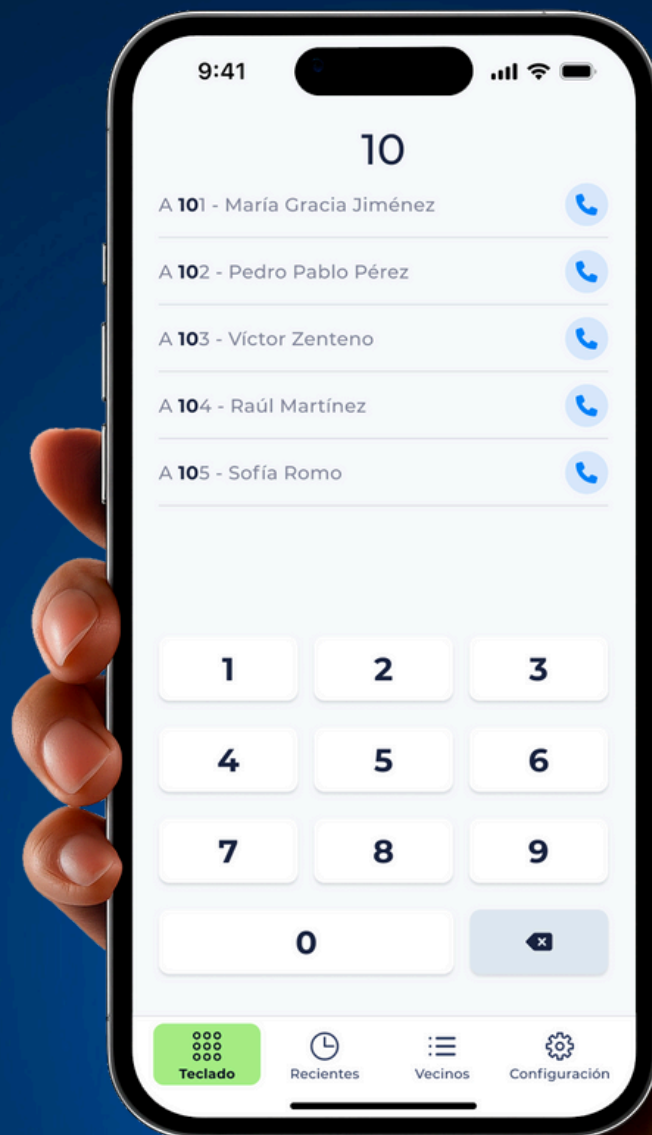 9:41
10
A 101 - María Gracia Jiménez
A 102 - Pedro Pablo Pérez
A 103 - Víctor Zenteno
A 104 - Raúl Martínez
A 105 - Sofía Romo
1 2 3
4 5 6
7 8 9
0
Teclado Recientes Vecinos Configuración